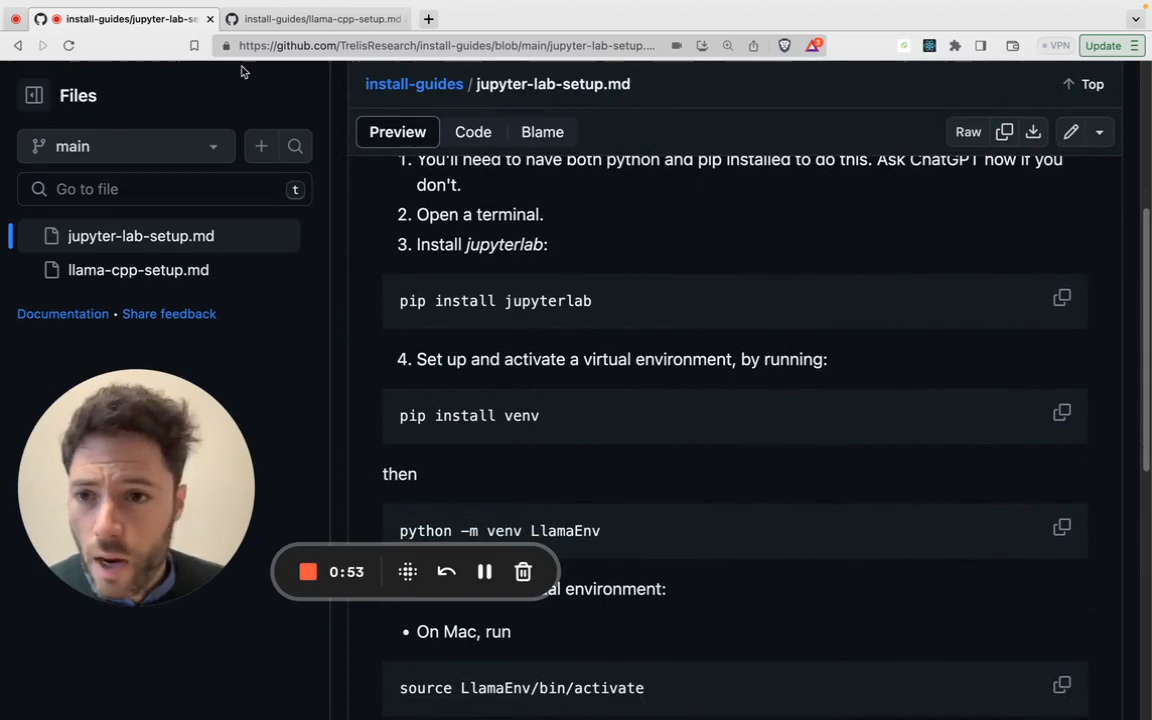 install-guides/jupyter-lab-se
install-guides/llama-cpp-setup.md
https://github.com/TrelisResearch/install-guides/blob/main/jupyter-lab-setup....
VPN
Update
Files
install-guides / jupyter-lab-setup.md
Top
main
Preview
Code
Blame
Raw
Go to file
t
1. You'll need to have both python and pip installed to do this. Ask ChatGPT how if you
don't.
2. Open a terminal.
jupyter-lab-setup.md
3. Install jupyterlab:
llama-cpp-setup.md
pip install jupyterlab
Documentation • Share feedback
4. Set up and activate a virtual environment, by running:
pip install venv
then
python -m venv LlamaEnv
0:53
al environment:
• On Mac, run
source LlamaEnv/bin/activate